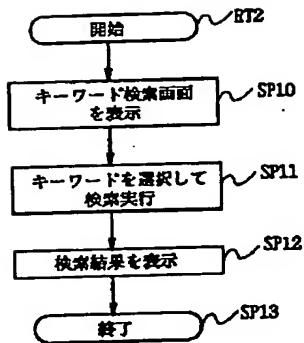 開始
RT2
キーワード検索画面
を表示
SP10
キーワードを選択して
検索実行
SP11
検索結果を表示
SP12
終了
SP13